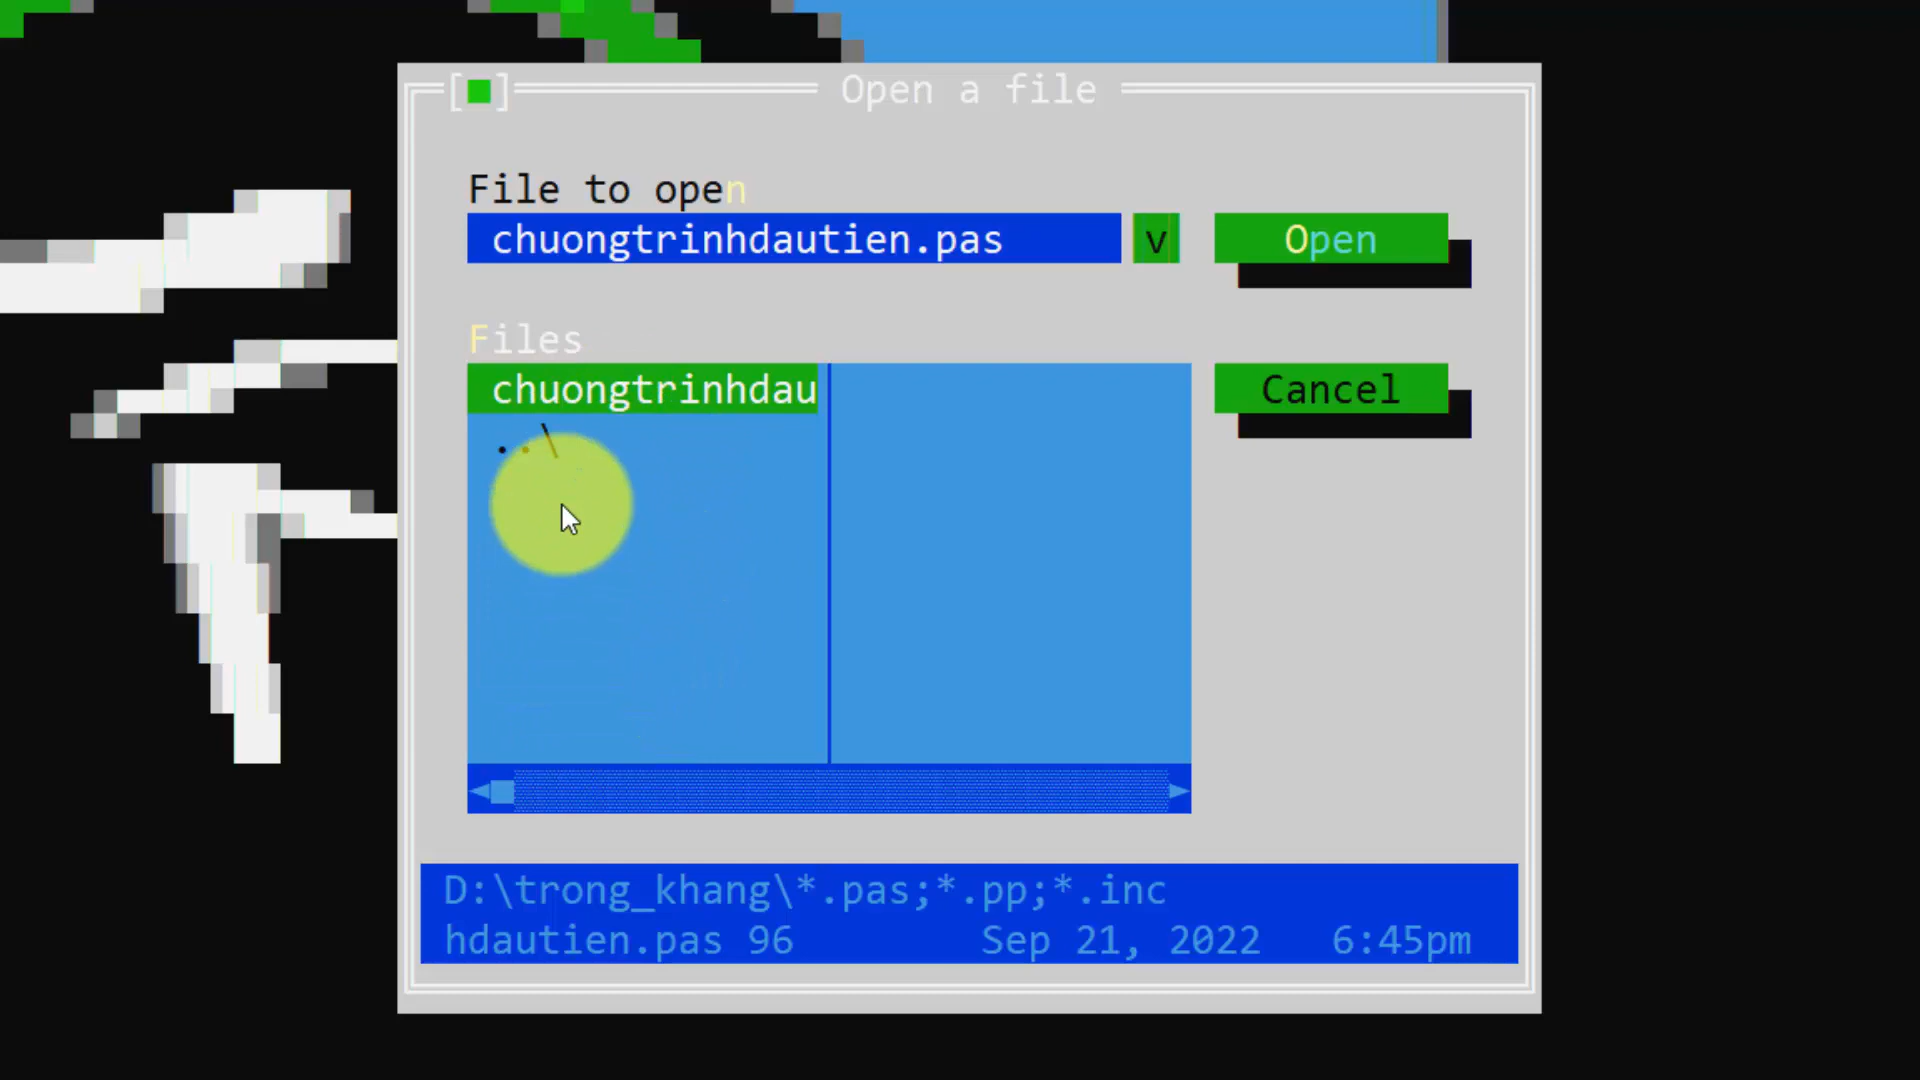 [■] Open a file
File to open
chuongtrinhdautien.pas v Open
Files
chuongtrinhdau Cancel
..\
D:\trong_khang\*.pas;*.pp;*.inc
hdautien.pas 96 Sep 21, 2022 6:45pm